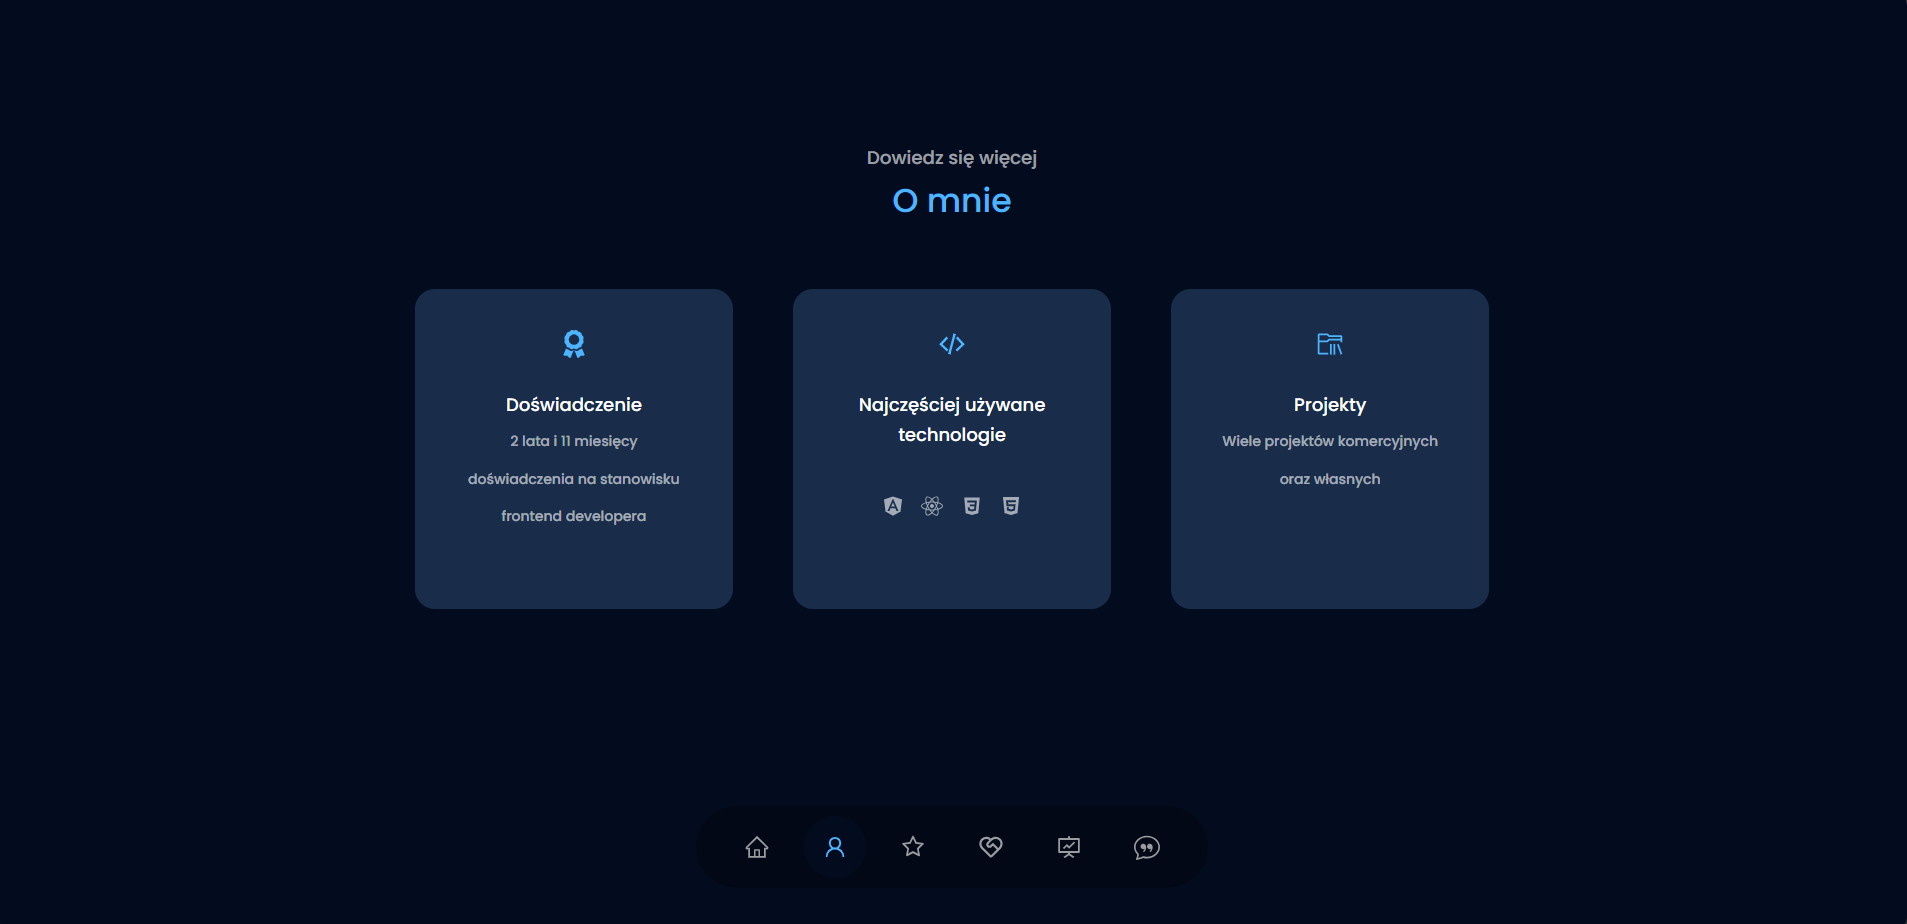 Dowiedz się więcej
O mnie
Doświadczenie
2 lata i 11 miesięcy
doświadczenia na stanowisku
frontend developera
Najczęściej używane
technologie
Projekty
Wiele projektów komercyjnych
oraz własnych